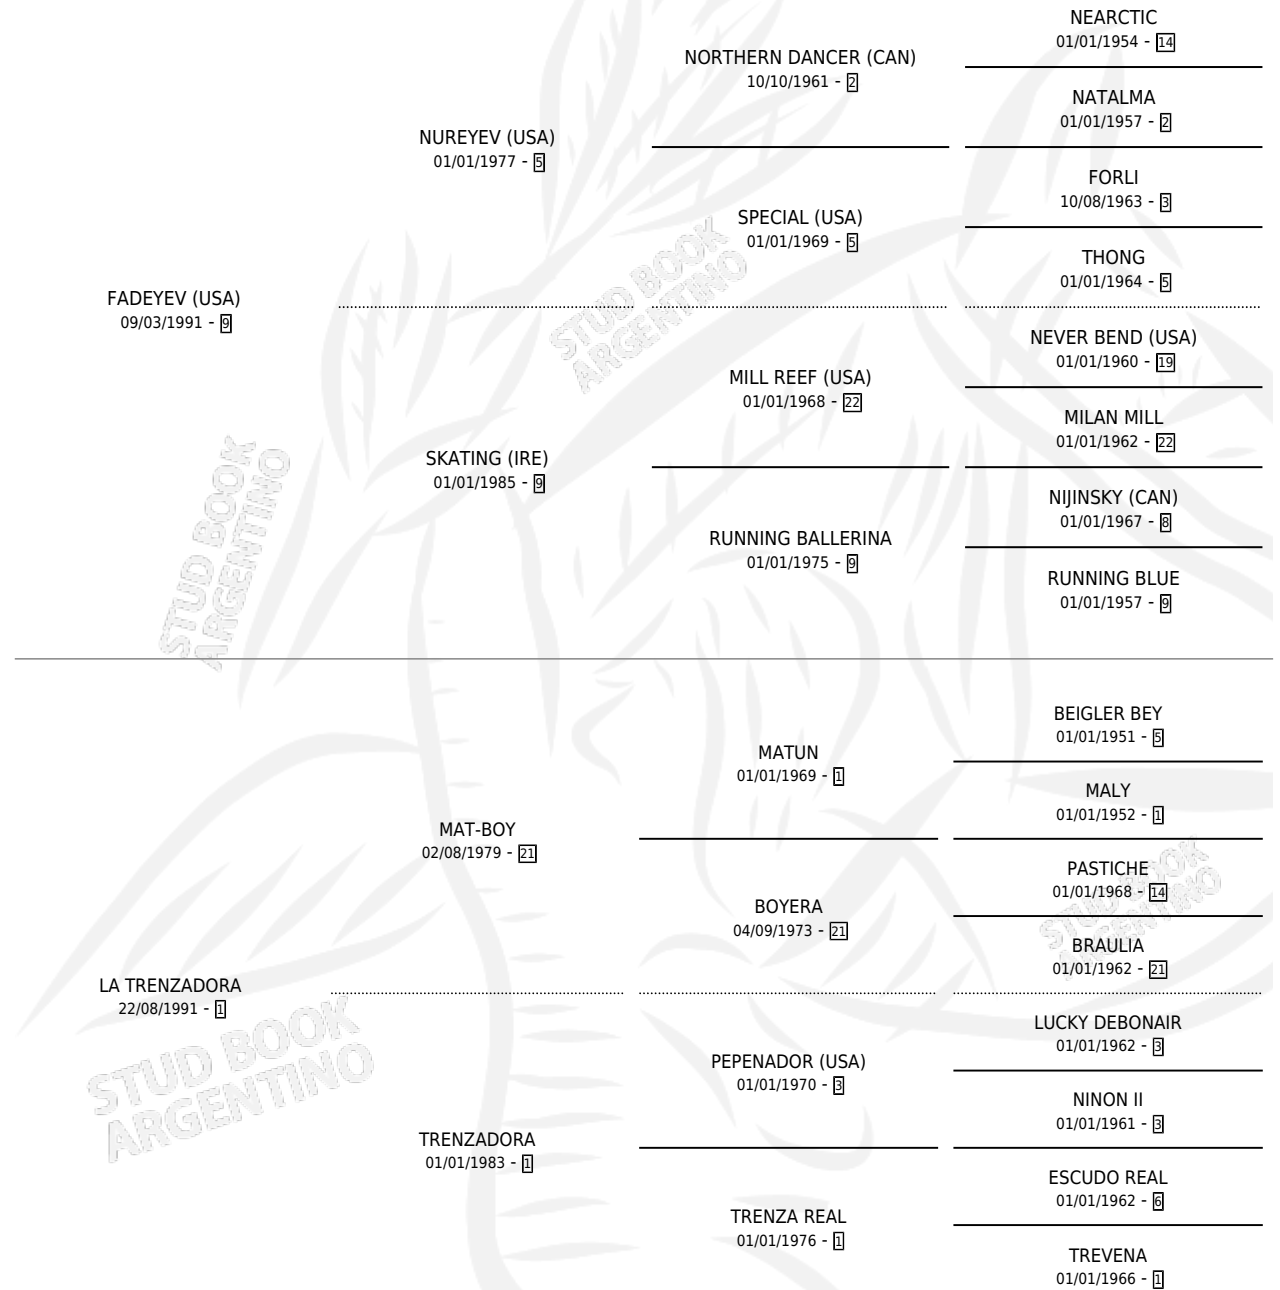 NEARCTIC
01/01/1954 - 14
NORTHERN DANCER (CAN)
10/10/1961 - 2
NATALMA
01/01/1957 - 2
NUREYEV (USA)
01/01/1977 - 5
FORLI
10/08/1963 - 3
SPECIAL (USA)
01/01/1969 - 5
THONG
01/01/1964 - 5
FADEYEV (USA)
09/03/1991 - 9
NEVER BEND (USA)
01/01/1960 - 19
MILL REEF (USA)
01/01/1968 - 22
MILAN MILL
01/01/1962 - 22
SKATING (IRE)
01/01/1985 - 9
NIJINSKY (CAN)
01/01/1967 - 8
RUNNING BALLERINA
01/01/1975 - 9
RUNNING BLUE
01/01/1957 - 9
STUD BOOK
ARGENTINO
STUD BOOK
ARGENTINO
BEIGLER BEY
01/01/1951 - 5
MATUN
01/01/1969 - 1
MALY
01/01/1952 - 1
MAT-BOY
02/08/1979 - 21
PASTICHE
01/01/1968 - 14
BOYERA
04/09/1973 - 21
BRAULIA
01/01/1962 - 21
STUD BOOK
ARGENTINO
LA TRENZADORA
22/08/1991 - 1
LUCKY DEBONAIR
01/01/1962 - 3
PEPENADOR (USA)
01/01/1970 - 3
NINON II
01/01/1961 - 3
TRENZADORA
01/01/1983 - 1
ESCUDO REAL
01/01/1962 - 6
TRENZA REAL
01/01/1976 - 1
TREVENA
01/01/1966 - 1
STUD BOOK
ARGENTINO